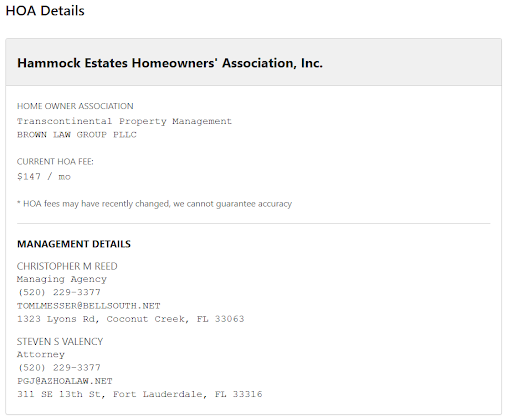 HOA Details
Hammock Estates Homeowners' Association, Inc.
HOME OWNER ASSOCIATION
Transcontinental Property Management
BROWN LAW GROUP PLLC
CURRENT HOA FEE:
$147 / mo
* HOA fees may have recently changed, we cannot guarantee accuracy
MANAGEMENT DETAILS
CHRISTOPHER M REED
Managing Agency
(520) 229-3377
TOMLMESSER@BELLSOUTH.NET
1323 Lyons Rd, Coconut Creek, FL 33063
STEVEN S VALENCY
Attorney
(520) 229-3377
PGJ@AZHOALAW.NET
311 SE 13th St, Fort Lauderdale, FL 33316